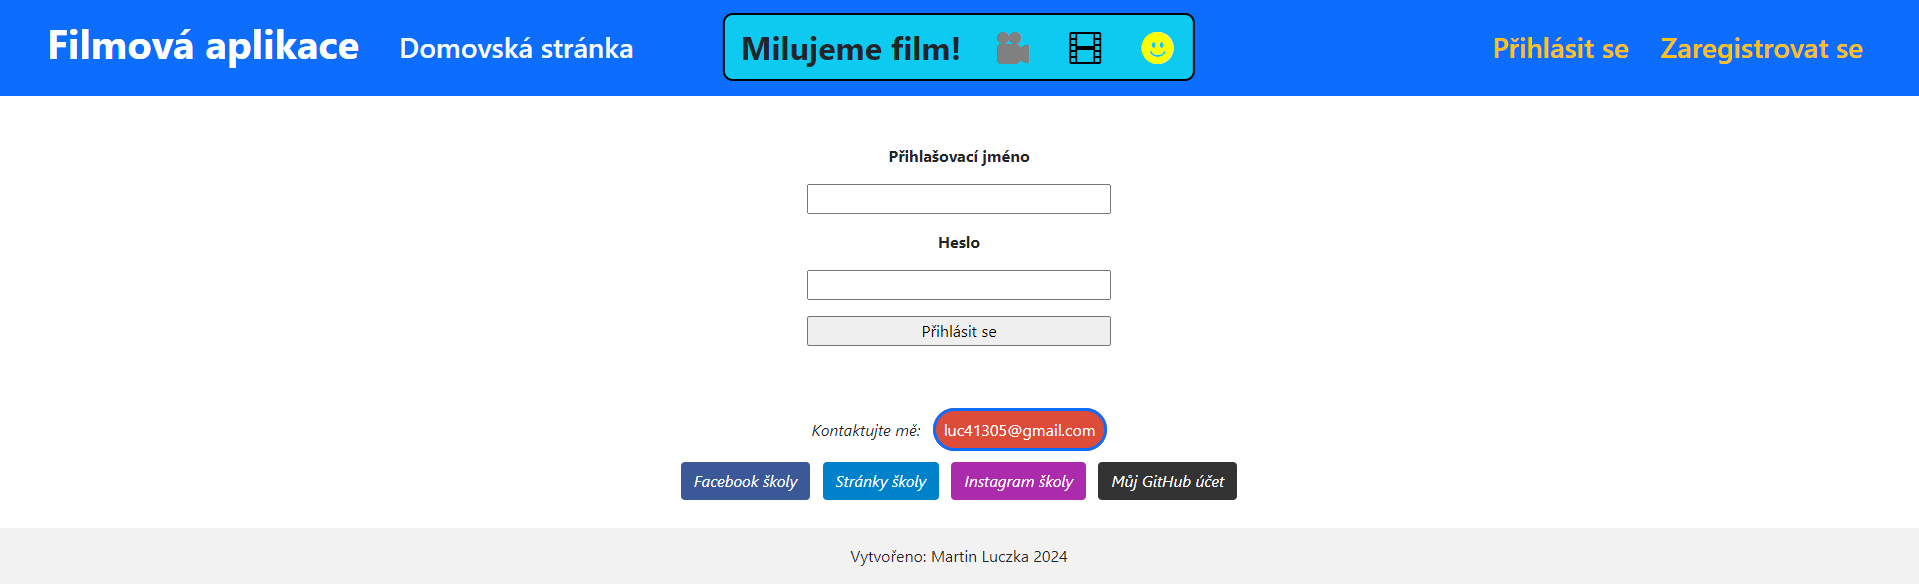 Filmová aplikace Domovská stránka Milujeme film! Přihlásit se Zaregistrovat se
Přihlašovací jméno
Heslo
Přihlásit se
Kontaktujte mě: luc41305@gmail.com
Facebook školy Stránky školy Instagram školy Můj GitHub účet
Vytvořeno: Martin Luczka 2024